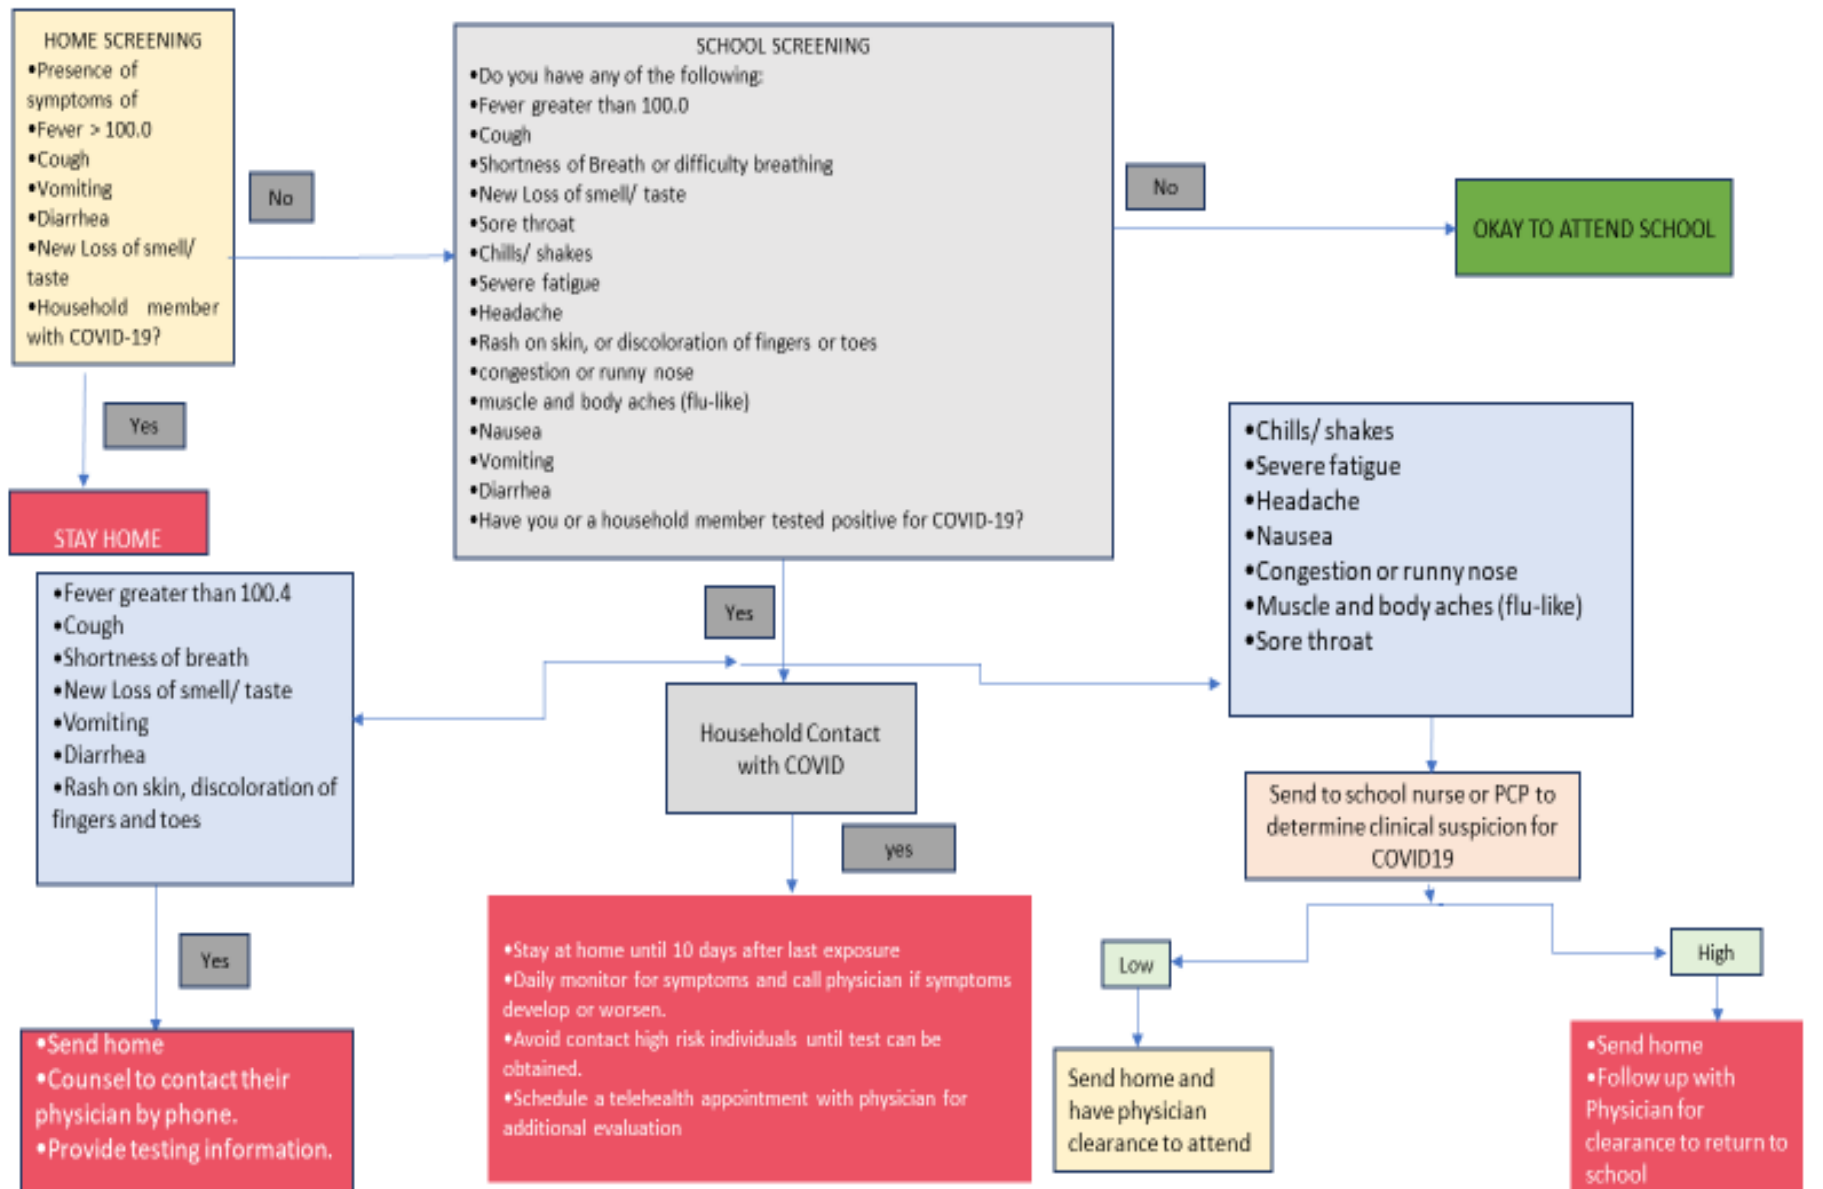 HOME SCREENING
•Presence of
symptoms of
•Fever > 100.0
•Cough
•Vomiting
•Diarrhea
•New Loss of smell/
taste
•Household member
with COVID-19?
No
Yes
STAY HOME
SCHOOL SCREENING
•Do you have any of the following:
•Fever greater than 100.0
•Cough
•Shortness of Breath or difficulty breathing
•New Loss of smell/ taste
•Sore throat
•Chills/ shakes
•Severe fatigue
•Headache
•Rash on skin, or discoloration of fingers or toes
•congestion or runny nose
•muscle and body aches (flu-like)
•Nausea
•Vomiting
•Diarrhea
•Have you or a household member tested positive for COVID-19?
No
OKAY TO ATTEND SCHOOL
Yes
•Fever greater than 100.4
•Cough
•Shortness of breath
•New Loss of smell/ taste
•Vomiting
•Diarrhea
•Rash on skin, discoloration of
fingers and toes
Yes
•Send home
•Counsel to contact their
physician by phone.
•Provide testing information.
Household Contact
with COVID
yes
•Stay at home until 10 days after last exposure
•Daily monitor for symptoms and call physician if symptoms
develop or worsen.
•Avoid contact high risk individuals until test can be
obtained.
•Schedule a telehealth appointment with physician for
additional evaluation
•Chills/ shakes
•Severe fatigue
•Headache
•Nausea
•Congestion or runny nose
•Muscle and body aches (flu-like)
•Sore throat
Send to school nurse or PCP to
determine clinical suspicion for
COVID19
Low
High
Send home and
have physician
clearance to attend
•Send home
•Follow up with
Physician for
clearance to return to
school